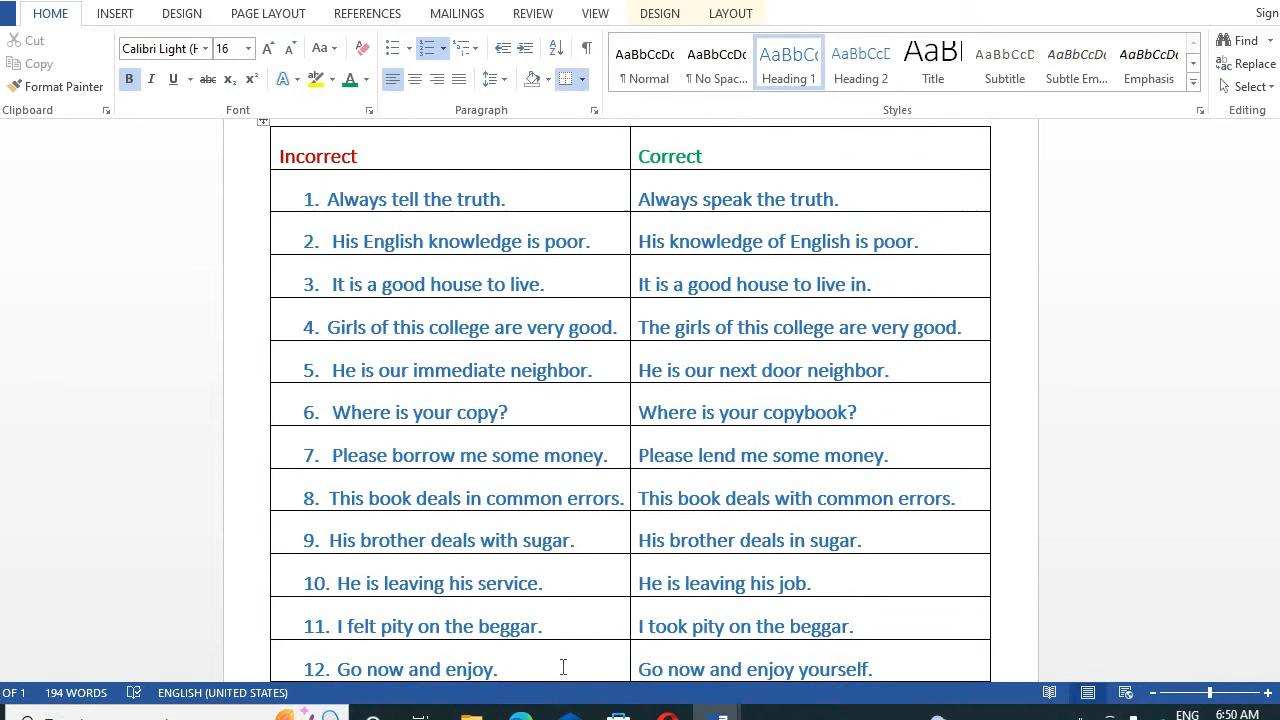 HOME INSERT DESIGN PAGE LAYOUT REFERENCES MAILINGS REVIEW VIEW DESIGN LAYOUT Sign
Cut
Copy
Format Painter
Clipboard
Calibri Light (H 16
Font
Paragraph
AaBbCcDc AaBbCcDc AaBbCc AaBbCcD AaBl AaBbCcD AaBbCcDc AaBbCcDc
¶ Normal ¶ No Spac... Heading 1 Heading 2 Title Subtitle Subtle Em... Emphasis
Styles
Find
Replace
Select
Editing
Incorrect Correct
1. Always tell the truth. Always speak the truth.
2. His English knowledge is poor. His knowledge of English is poor.
3. It is a good house to live. It is a good house to live in.
4. Girls of this college are very good. The girls of this college are very good.
5. He is our immediate neighbor. He is our next door neighbor.
6. Where is your copy? Where is your copybook?
7. Please borrow me some money. Please lend me some money.
8. This book deals in common errors. This book deals with common errors.
9. His brother deals with sugar. His brother deals in sugar.
10. He is leaving his service. He is leaving his job.
11. I felt pity on the beggar. I took pity on the beggar.
12. Go now and enjoy. Go now and enjoy yourself.
OF 1 194 WORDS ENGLISH (UNITED STATES)
ENG 6:50 AM